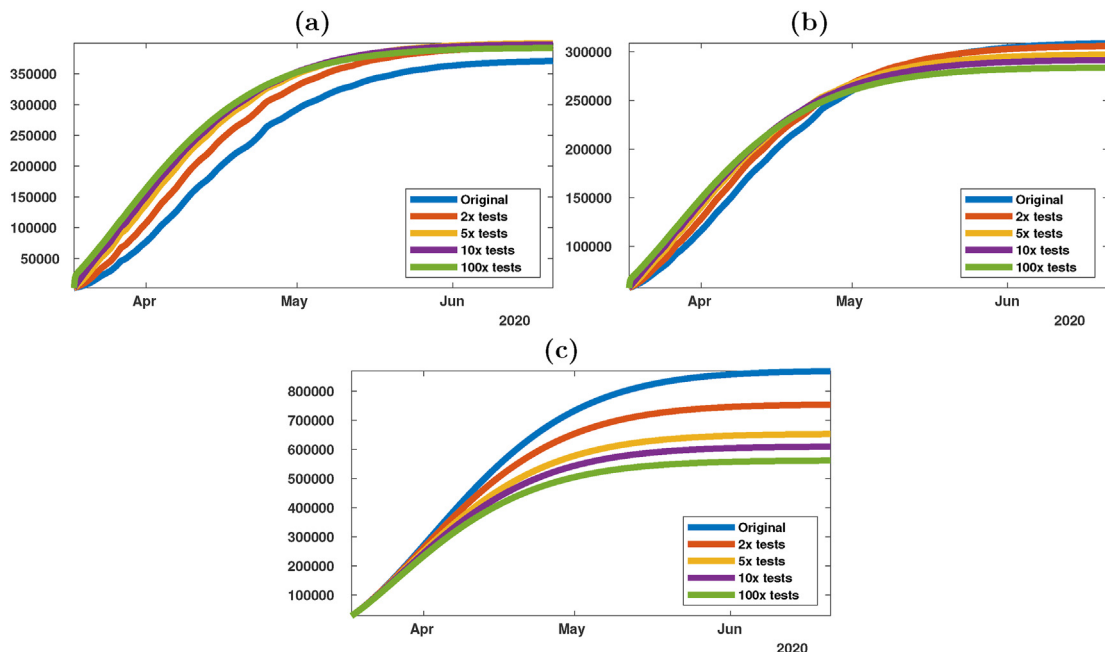 (a)
350000
300000
250000
200000
150000
100000
50000
Apr
May
Jun
2020
Original
2x tests
5x tests
10x tests
100x tests
(b)
300000
250000
200000
150000
100000
Apr
May
Jun
2020
Original
2x tests
5x tests
10x tests
100x tests
(c)
800000
700000
600000
500000
400000
300000
200000
100000
Apr
May
Jun
2020
Original
2x tests
5x tests
10x tests
100x tests